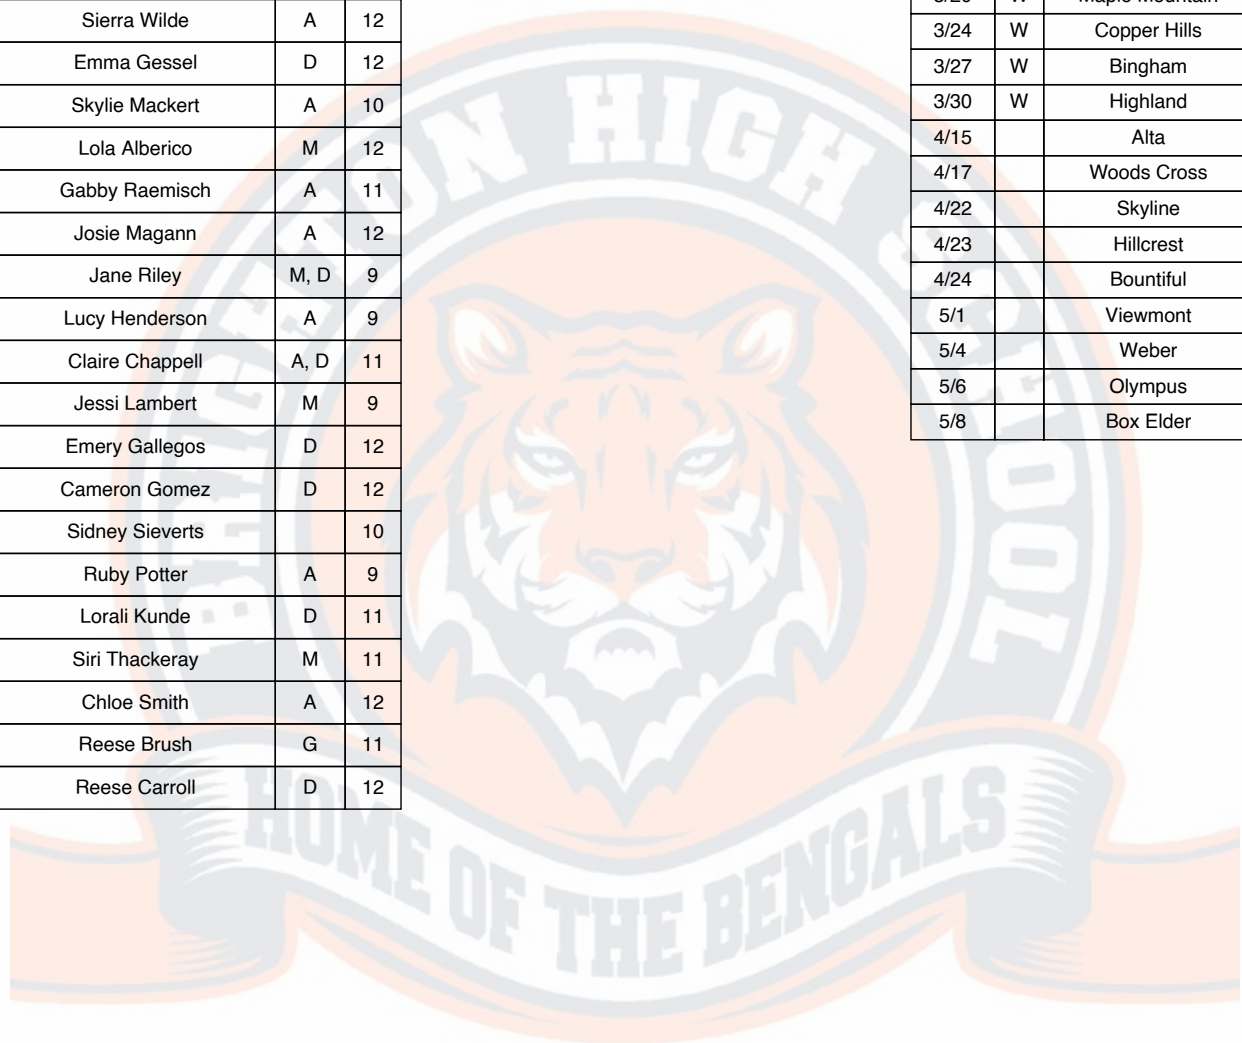 Sierra Wilde A 12
Emma Gessel D 12
Skylie Mackert A 10
Lola Alberico M 12
Gabby Raemisch A 11
Josie Magann A 12
Jane Riley M, D 9
Lucy Henderson A 9
Claire Chappell A, D 11
Jessi Lambert M 9
Emery Gallegos D 12
Cameron Gomez D 12
Sidney Sieverts 10
Ruby Potter A 9
Lorali Kunde D 11
Siri Thackeray M 11
Chloe Smith A 12
Reese Brush G 11
Reese Carroll D 12
3/24 W Copper Hills
3/27 W Bingham
3/30 W Highland
4/15 Alta
4/17 Woods Cross
4/22 Skyline
4/23 Hillcrest
4/24 Bountiful
5/1 Viewmont
5/4 Weber
5/6 Olympus
5/8 Box Elder
BRIGHTON HIGH SCHOOL
HOME OF THE BENGALS